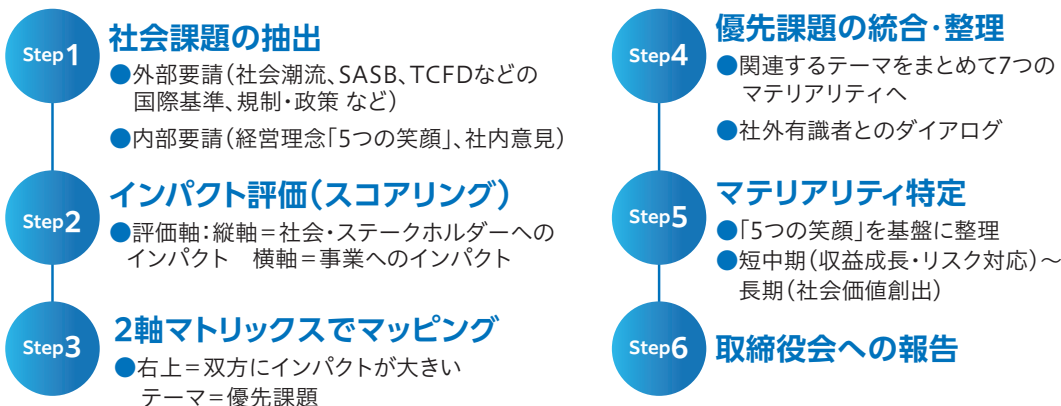 Step1
社会課題の抽出
●外部要請（社会潮流、SASB、TCFDなどの
国際基準、規制・政策 など）
●内部要請（経営理念「5つの笑顔」、社内意見）
Step2
インパクト評価（スコアリング）
●評価軸：縦軸＝社会・ステークホルダーへの
インパクト　横軸＝事業へのインパクト
Step3
2軸マトリックスでマッピング
●右上＝双方にインパクトが大きい
テーマ＝優先課題
Step4
優先課題の統合・整理
●関連するテーマをまとめて7つの
マテリアリティへ
●社外有識者とのダイアログ
Step5
マテリアリティ特定
●「5つの笑顔」を基盤に整理
●短中期（収益成長・リスク対応）～
長期（社会価値創出）
Step6
取締役会への報告